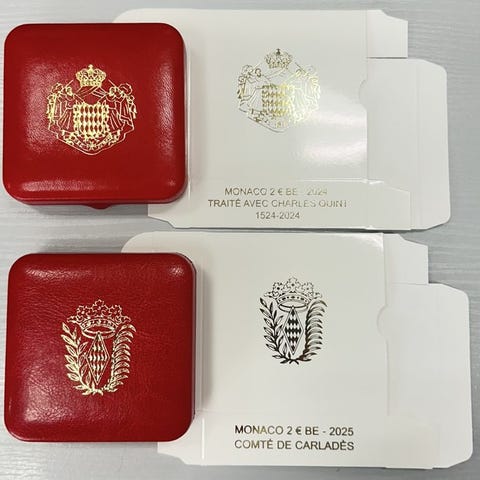 MONACO 2 € BE - 2024
TRAITÉ AVEC CHARLES QUINT
1524-2024
MONACO 2 € BE - 2025
COMTÉ DE CARLADÈS